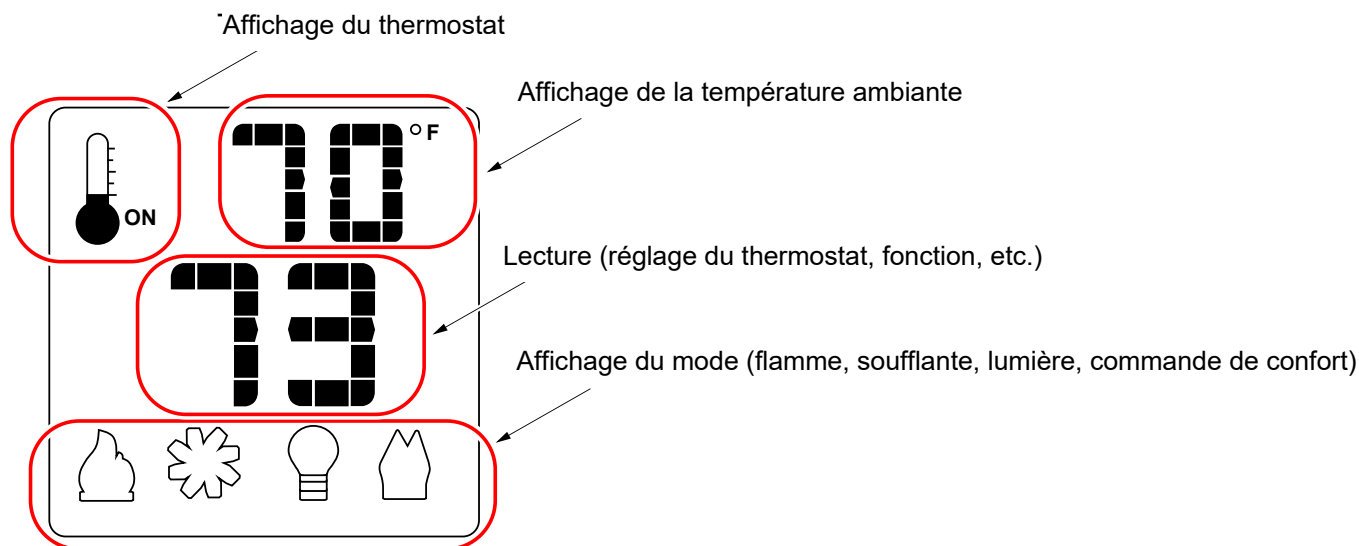 Affichage du thermostat
Affichage de la température ambiante
70 °F
ON
Lecture (réglage du thermostat, fonction, etc.)
73
Affichage du mode (flamme, soufflante, lumière, commande de confort)